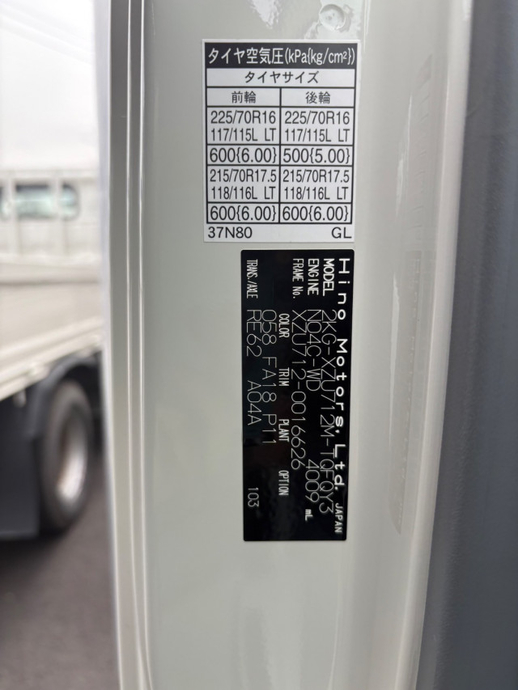 タイヤ空気圧(kPa{kg/cm²})
タイヤサイズ
前輪 後輪
225/70R16 225/70R16
117/115L LT 117/115L LT
600{6.00} 500{5.00}
215/70R17.5 215/70R17.5
118/116L LT 118/116L LT
600{6.00} 600{6.00}
37N80 GL
Hino Motors, Ltd. JAPAN
MODEL 2KG-XZU712M-TQFQY3
ENGINE NO4C-WD 4009 mL
FRAME No. XZU712-0016626
COLOR TRIM PLANT OPTION
058 FA18 P11
TRANS./AXLE RE62 A04A 103